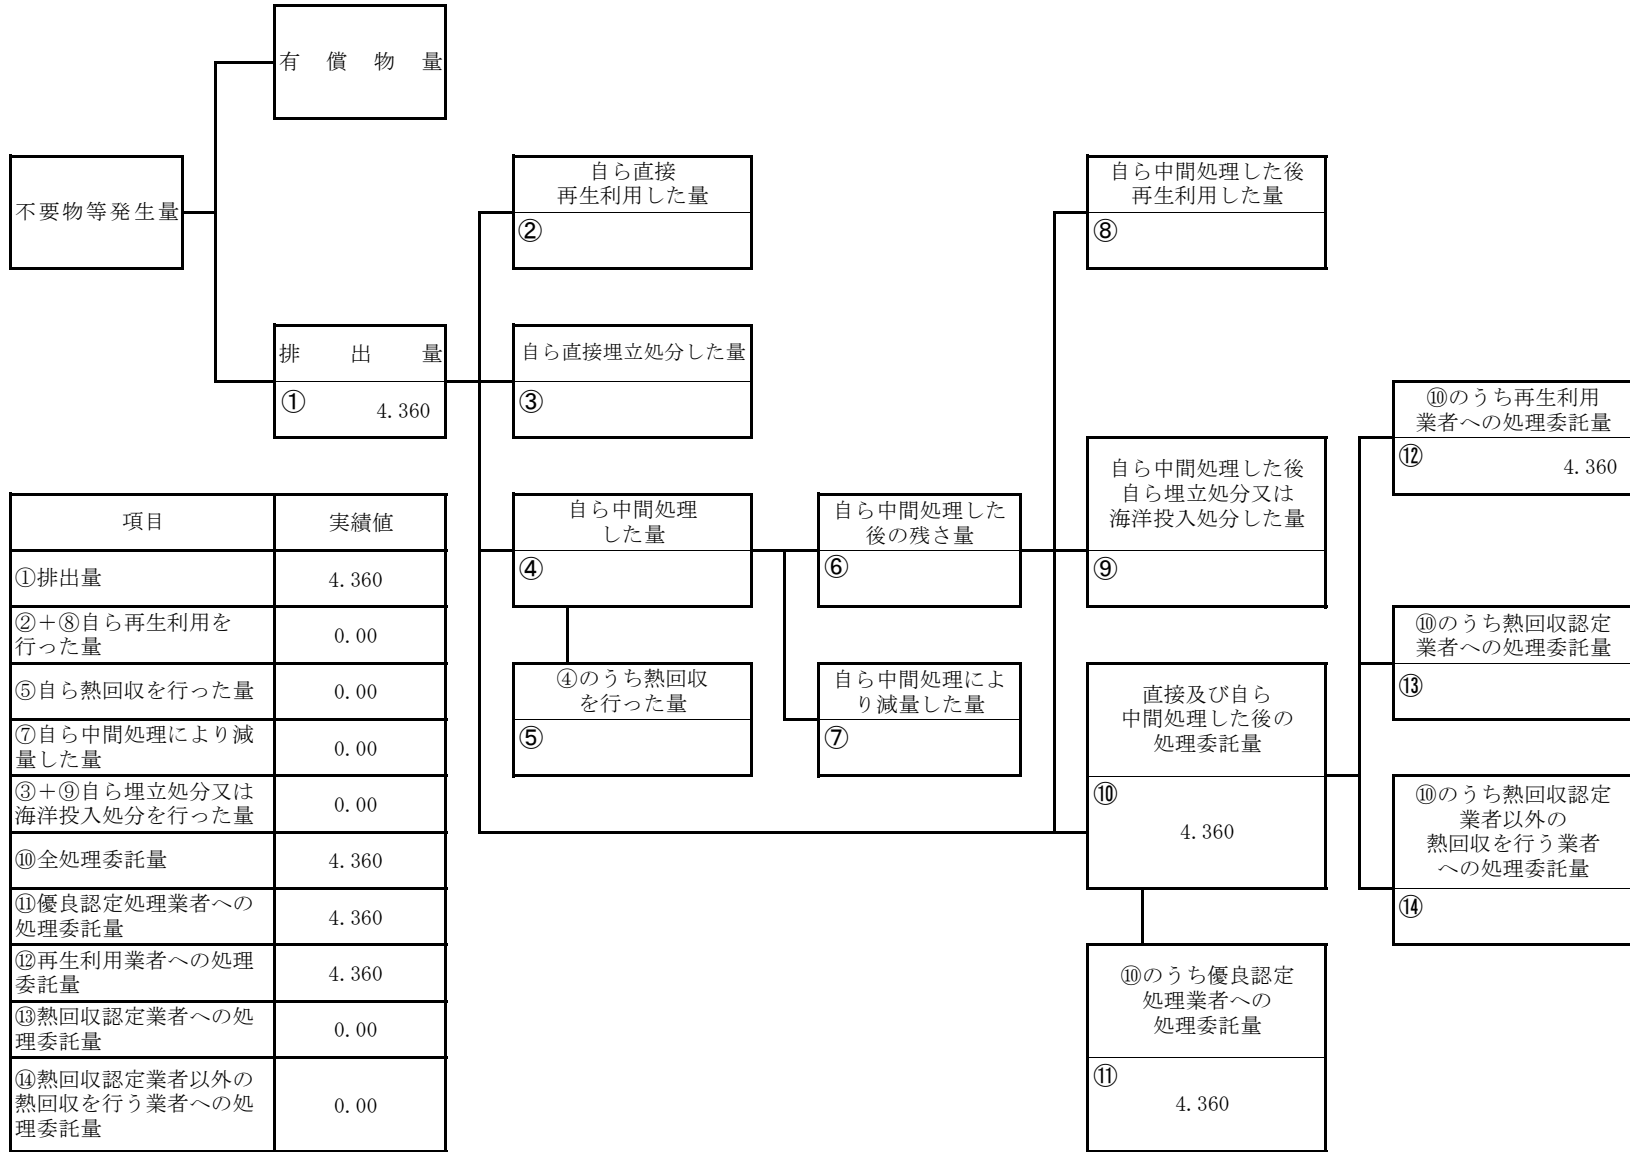 有償物量
不要物等発生量
自ら直接
再生利用した量
②
自ら中間処理した後
再生利用した量
⑧
排出量
① 4.360
自ら直接埋立処分した量
③
⑩のうち再生利用
業者への処理委託量
⑫ 4.360
自ら中間処理
した量
④
自ら中間処理した
後の残さ量
⑥
自ら中間処理した後
自ら埋立処分又は
海洋投入処分した量
⑨
④のうち熱回収
を行った量
⑤
自ら中間処理によ
り減量した量
⑦
直接及び自ら
中間処理した後の
処理委託量
⑩
4.360
⑩のうち熱回収認定
業者への処理委託量
⑬
⑩のうち熱回収認定
業者以外の
熱回収を行う業者
への処理委託量
⑭
⑩のうち優良認定
処理業者への
処理委託量
⑪
4.360
項目 実績値
①排出量 4.360
②+⑧自ら再生利用を
行った量 0.00
⑤自ら熱回収を行った量 0.00
⑦自ら中間処理により減
量した量 0.00
③+⑨自ら埋立処分又は
海洋投入処分を行った量 0.00
⑩全処理委託量 4.360
⑪優良認定処理業者への
処理委託量 4.360
⑫再生利用業者への処理
委託量 4.360
⑬熱回収認定業者への処
理委託量 0.00
⑭熱回収認定業者以外の
熱回収を行う業者への処
理委託量 0.00